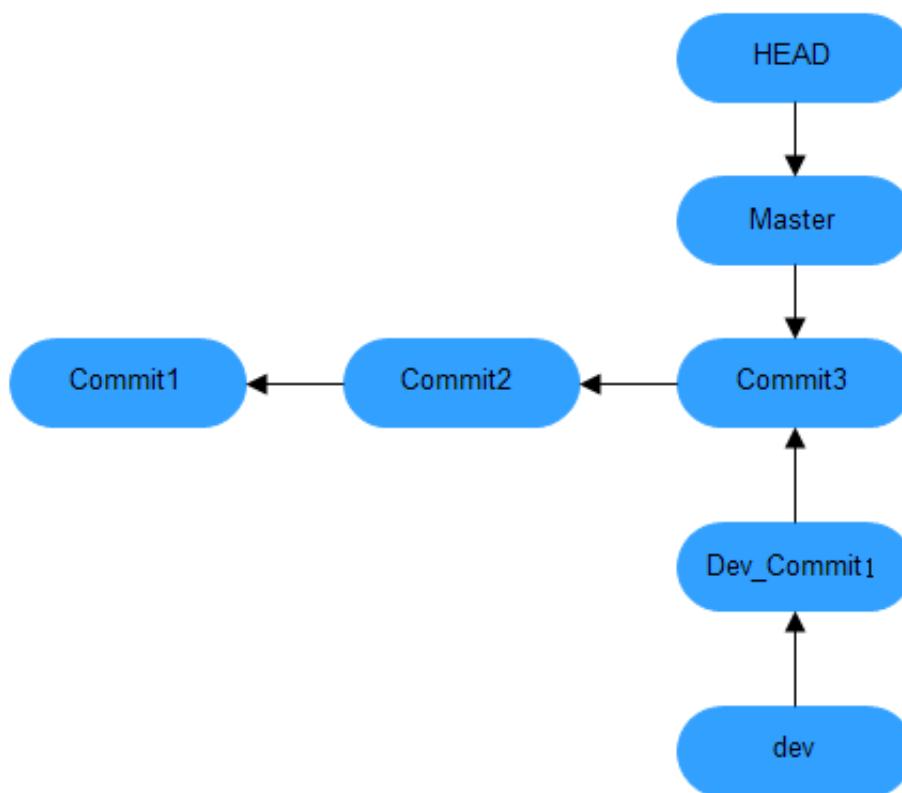 HEAD
Master
Commit1
Commit2
Commit3
Dev_Commit1
dev